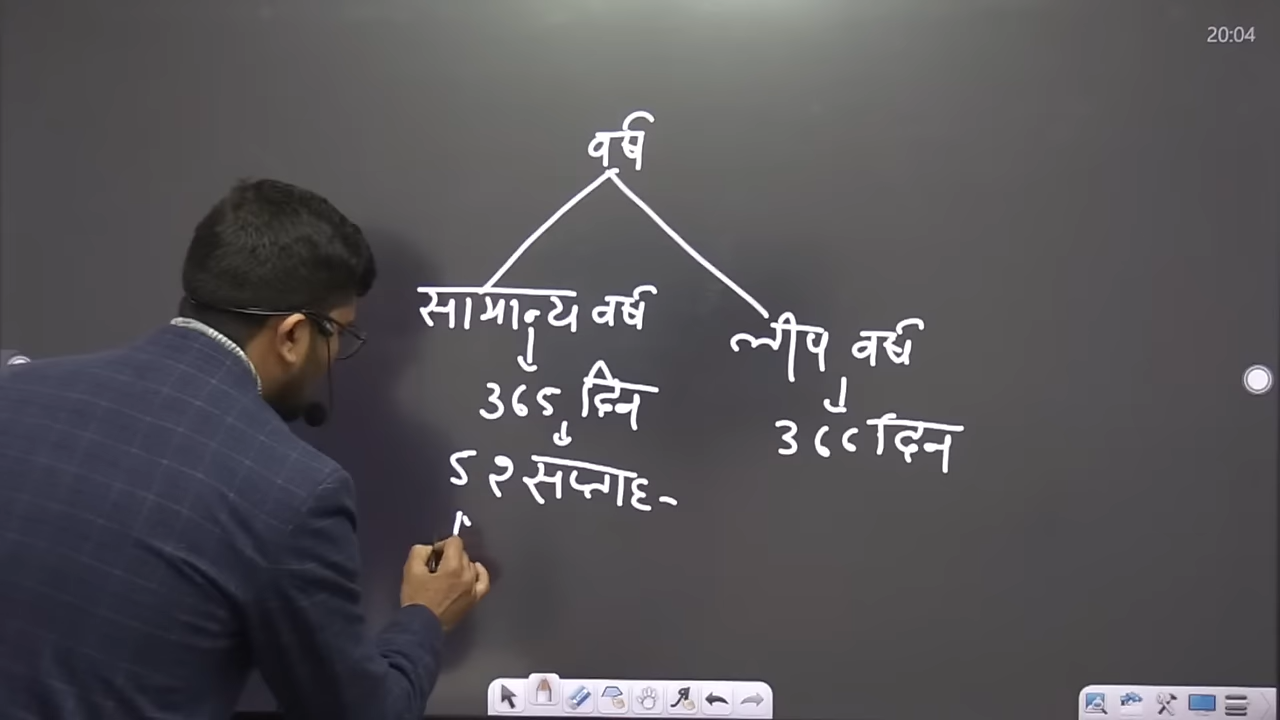 20:04
वर्ष
सामान्य वर्ष
लीप वर्ष
365 दिन
366 दिन
52 सप्ताह